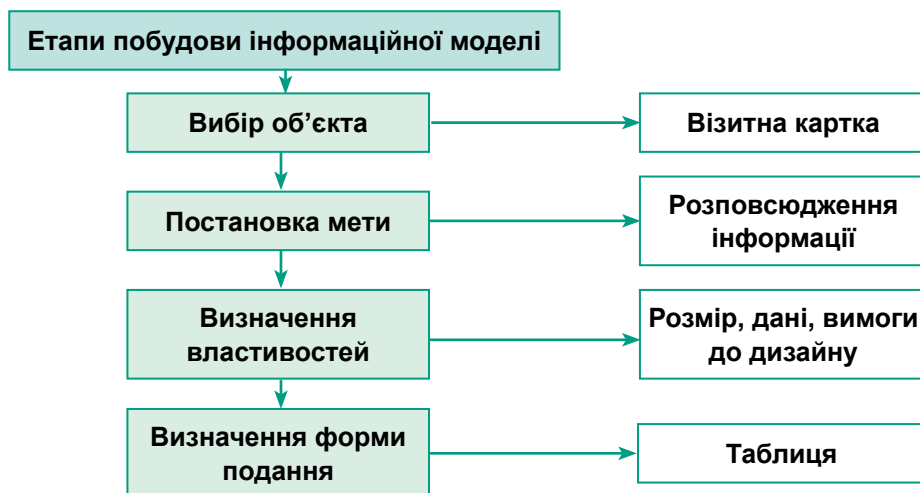 Етапи побудови інформаційної моделі
Вибір об’єкта
Візитна картка
Постановка мети
Розповсюдження
інформації
Визначення
властивостей
Розмір, дані, вимоги
до дизайну
Визначення форми
подання
Таблиця